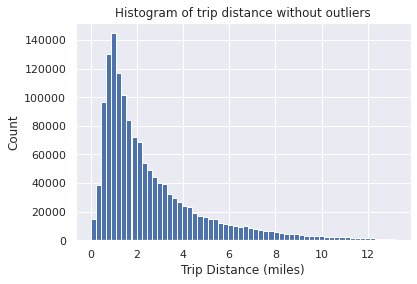 Histogram of trip distance without outliers
140000
120000
100000
80000
60000
40000
20000
0
Count
0 2 4 6 8 10 12
Trip Distance (miles)